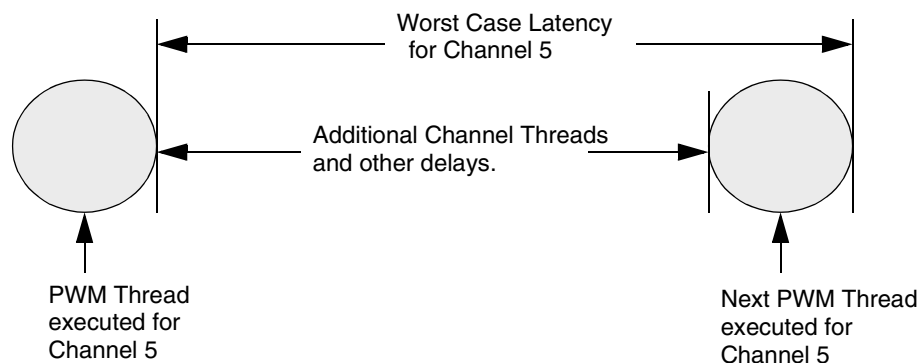 Worst Case Latency
for Channel 5
Additional Channel Threads
and other delays.
PWM Thread
executed for
Channel 5
Next PWM Thread
executed for
Channel 5